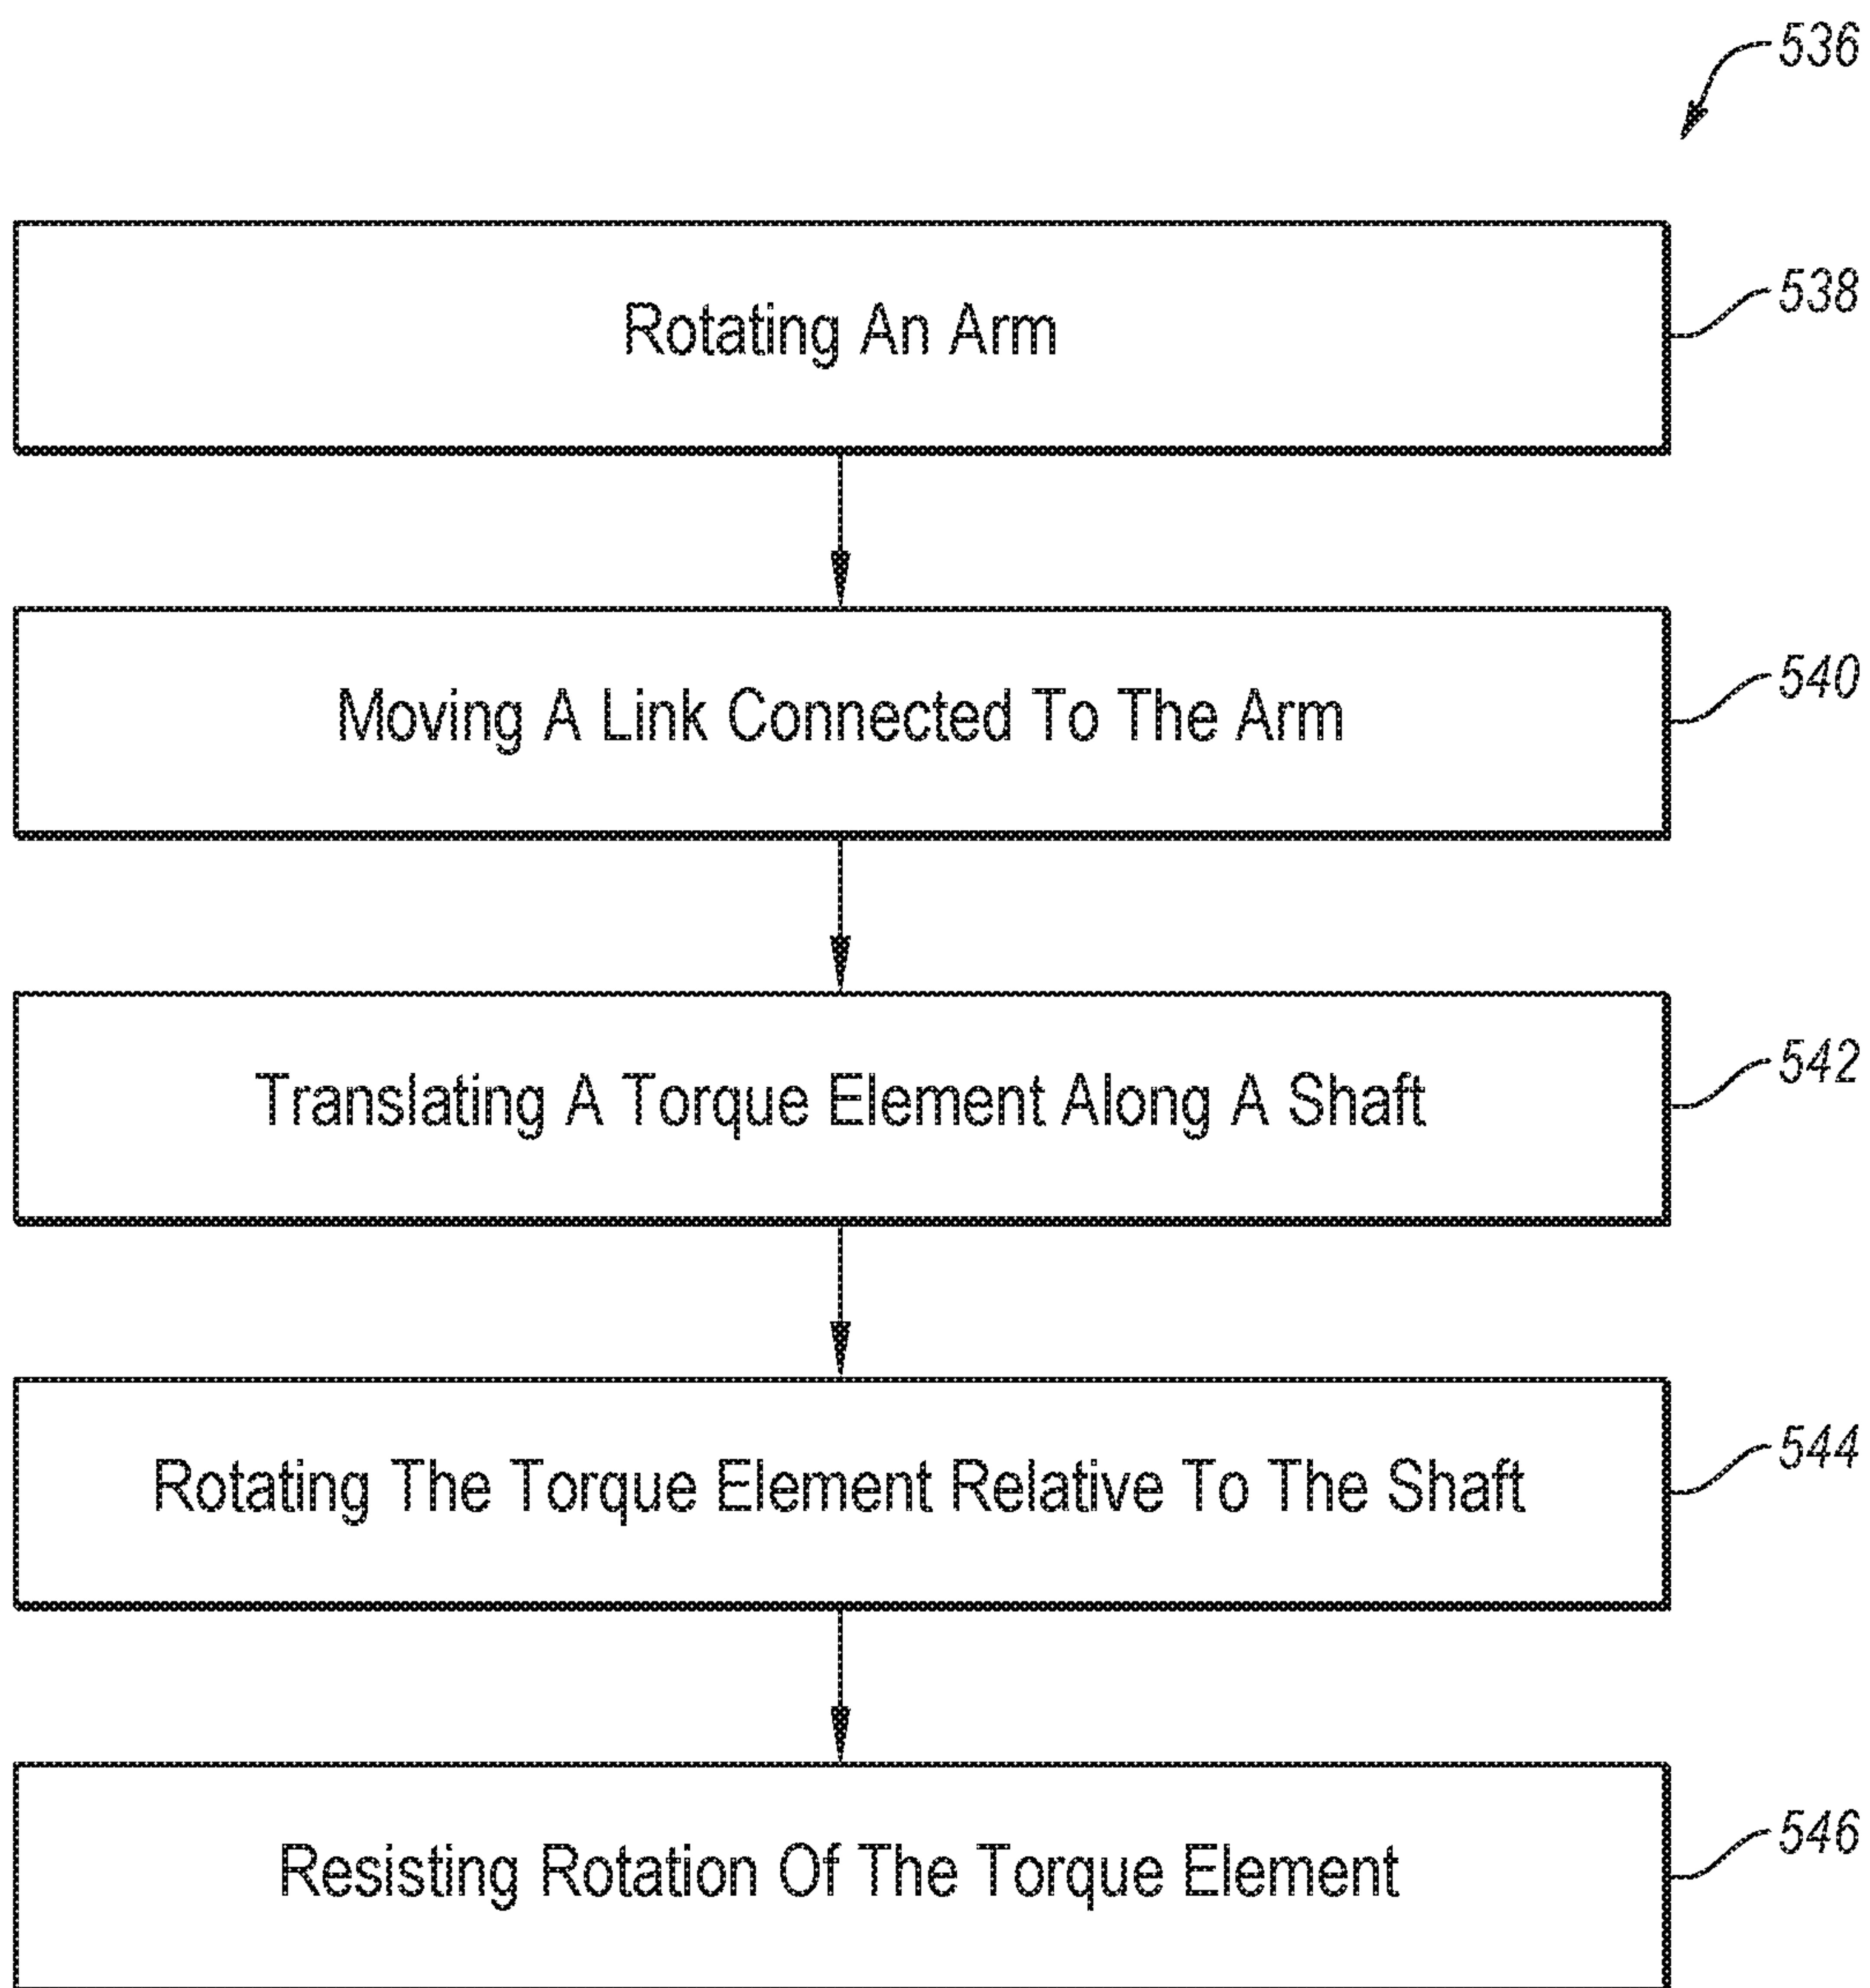 536
Rotating An Arm
538
Moving A Link Connected To The Arm
540
Translating A Torque Element Along A Shaft
542
Rotating The Torque Element Relative To The Shaft
544
Resisting Rotation Of The Torque Element
546